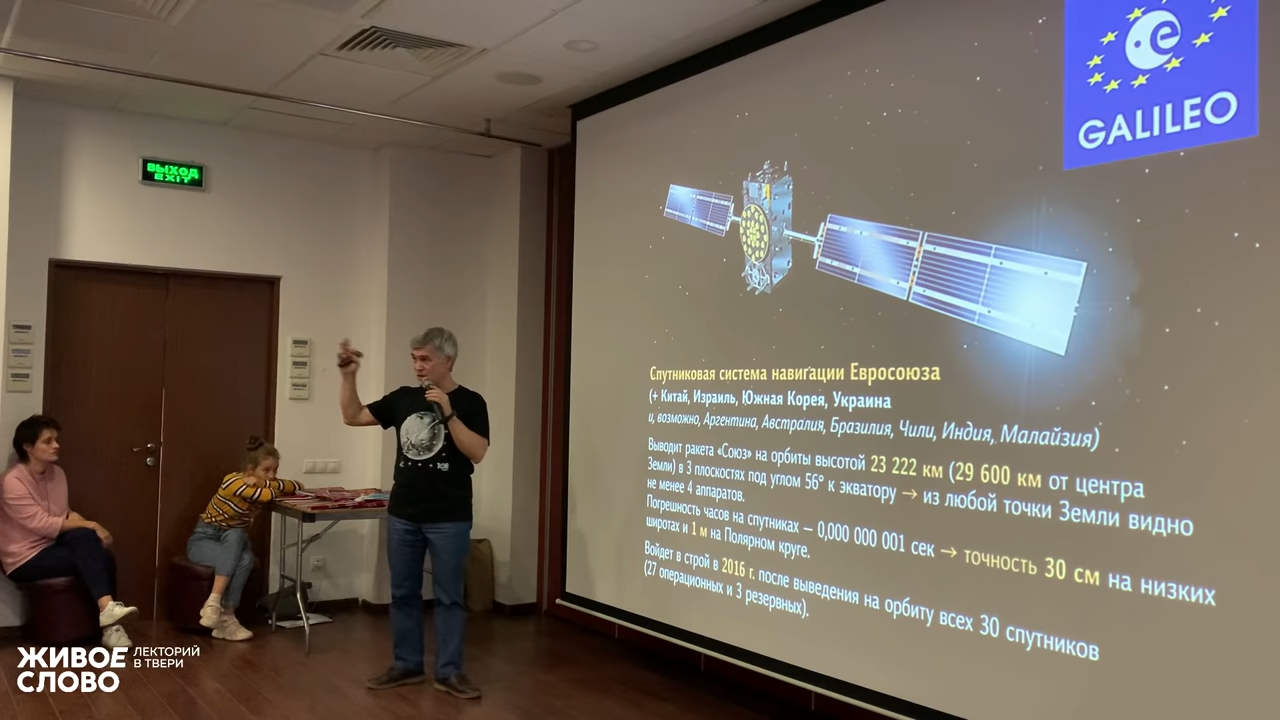 GALILEO
ВЫХОД
EXIT
Спутниковая система навигации Евросоюза
(+ Китай, Израиль, Южная Корея, Украина
и, возможно, Аргентина, Австралия, Бразилия, Чили, Индия, Малайзия)
Выводит ракета «Союз» на орбиты высотой 23 222 км (29 600 км от центра
Земли) в 3 плоскостях под углом 56° к экватору → из любой точки Земли видно
не менее 4 аппаратов.
Погрешность часов на спутниках — 0,000 000 001 сек → точность 30 см на низких
широтах и 1 м на Полярном круге.
Войдет в строй в 2016 г. после выведения на орбиту всех 30 спутников
(27 операционных и 3 резервных).
ЖИВОЕ
СЛОВО
ЛЕКТОРИЙ
В ТВЕРИ